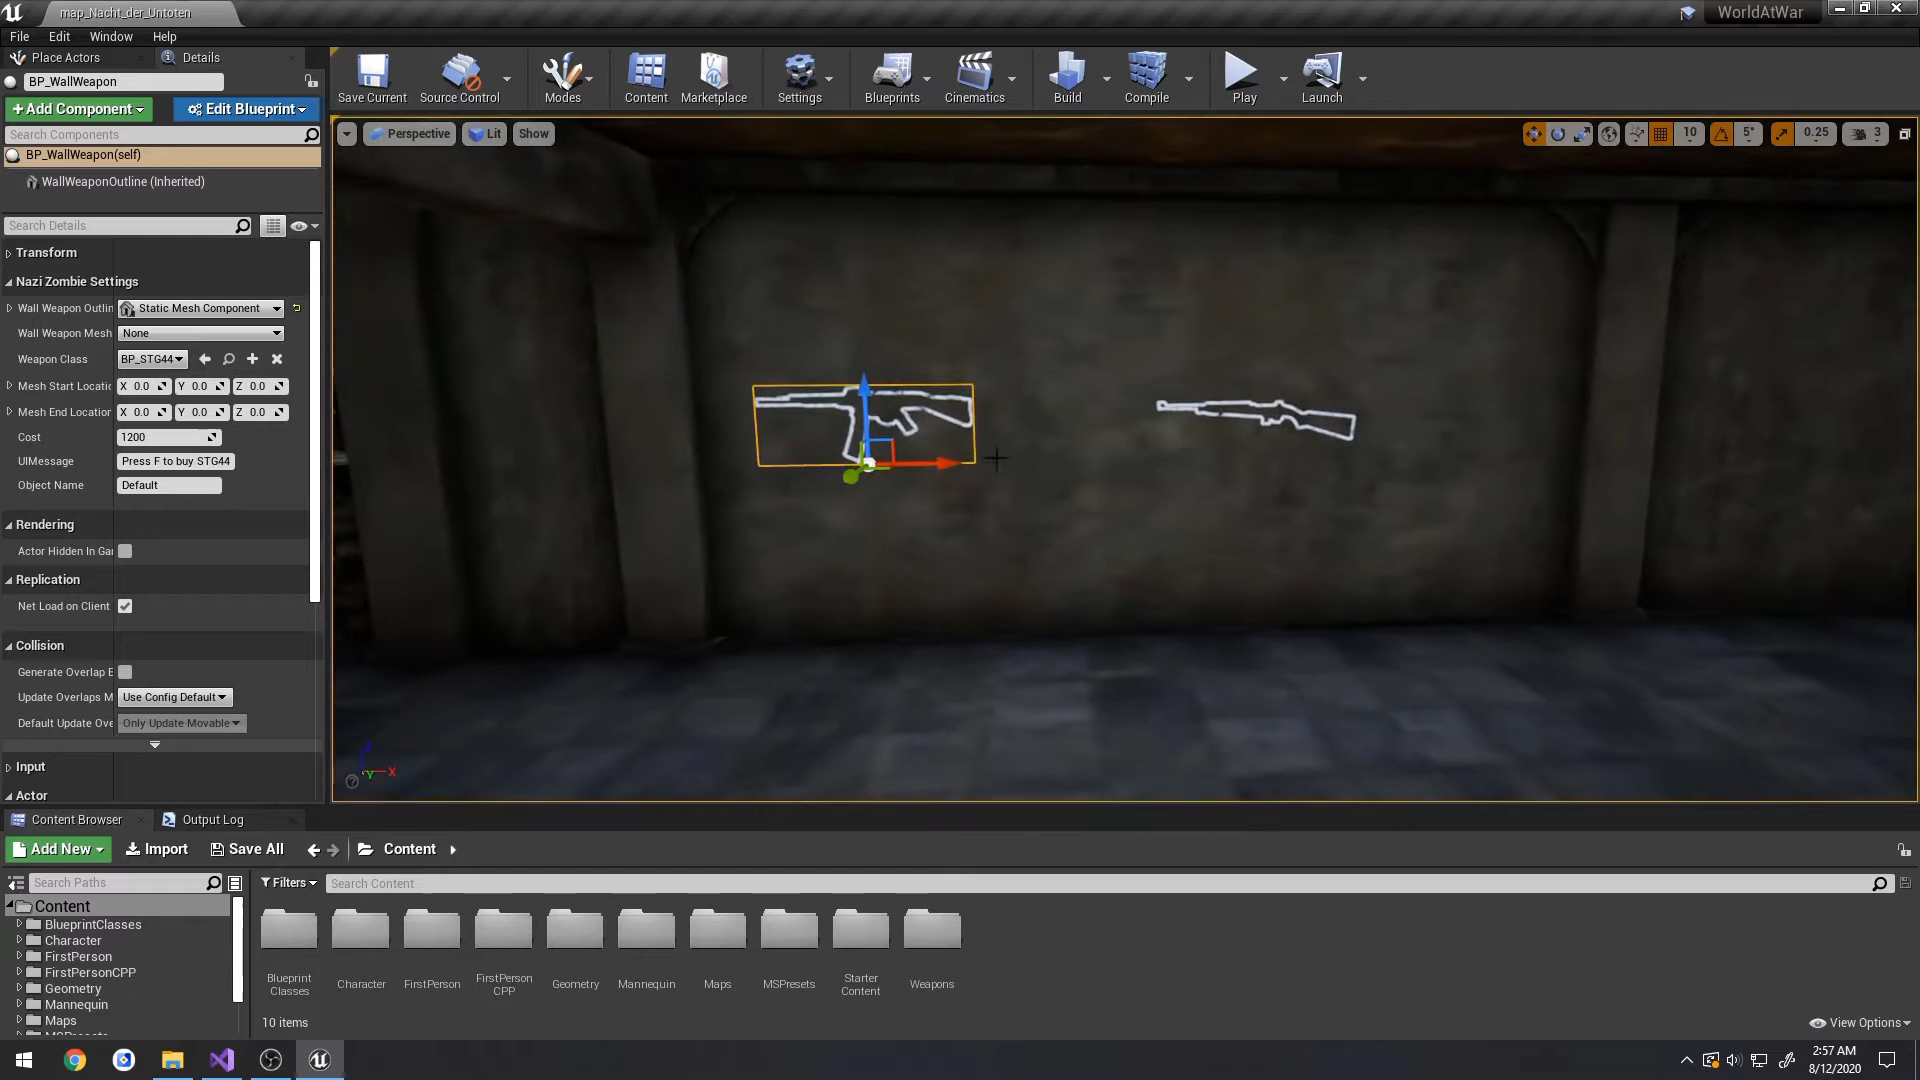 map_Nacht_der_Untoten
WorldAtWar
File Edit Window Help
Place Actors Details
BP_WallWeapon
Add Component Edit Blueprint
Search Components
BP_WallWeapon(self)
WallWeaponOutline (Inherited)
Search Details
Transform
Nazi Zombie Settings
Wall Weapon Outlin Static Mesh Component
Wall Weapon Mesh None
Weapon Class BP_STG44
Mesh Start Locatic X 0.0 Y 0.0 Z 0.0
Mesh End Location X 0.0 Y 0.0 Z 0.0
Cost 1200
UIMessage Press F to buy STG44
Object Name Default
Rendering
Actor Hidden In Gar
Replication
Net Load on Client
Collision
Generate Overlap E
Update Overlaps M Use Config Default
Default Update Ove Only Update Movable
Input
Actor
Save Current Source Control Modes Content Marketplace Settings Blueprints Cinematics Build Compile Play Launch
Perspective Lit Show
10 5° 0.25 3
Z
X
Y
?
Content Browser Output Log
Add New Import Save All Content
Search Paths Filters Search Content
Content
BlueprintClasses
Character
FirstPerson
FirstPersonCPP
Geometry
Mannequin
Maps
Blueprint
Classes
Character
FirstPerson
FirstPerson
CPP
Geometry
Mannequin
Maps
MSPresets
Starter
Content
Weapons
10 items
View Options
2:57 AM
8/12/2020